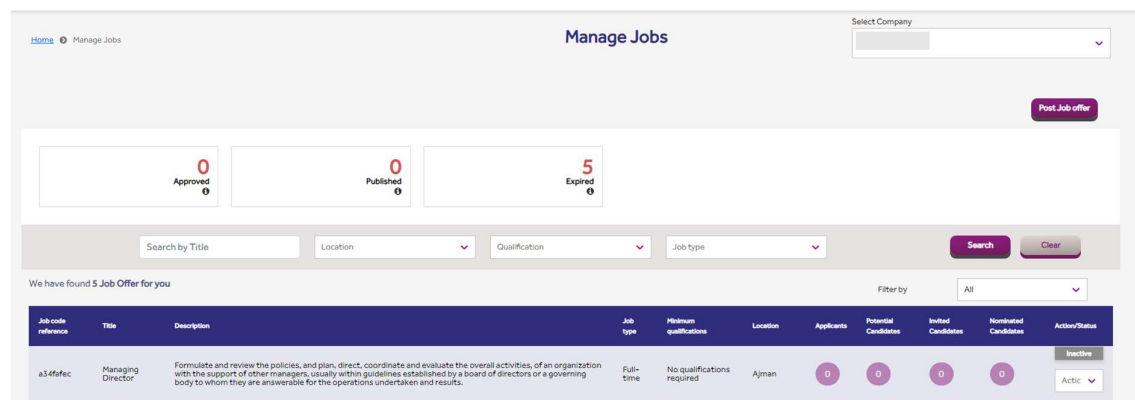 Select Company
Home Manage Jobs
Manage Jobs
Post Job offer
0
Approved
0
Published
5
Expired
Search by Title
Location
Qualification
Job type
Search
Clear
We have found 5 Job Offer for you
Filter by
All
Job code reference
Title
Description
Job type
Minimum qualifications
Location
Applicants
Potential Candidates
Invited Candidates
Nominated Candidates
Action/Status
a34fafec
Managing Director
Formulate and review the policies, and plan, direct, coordinate and evaluate the overall activities, of an organization
with the support of other managers, usually within guidelines established by a board of directors or a governing
body to whom they are answerable for the operations undertaken and results.
Full-time
No qualifications required
Ajman
0
0
0
0
Inactive
Actic